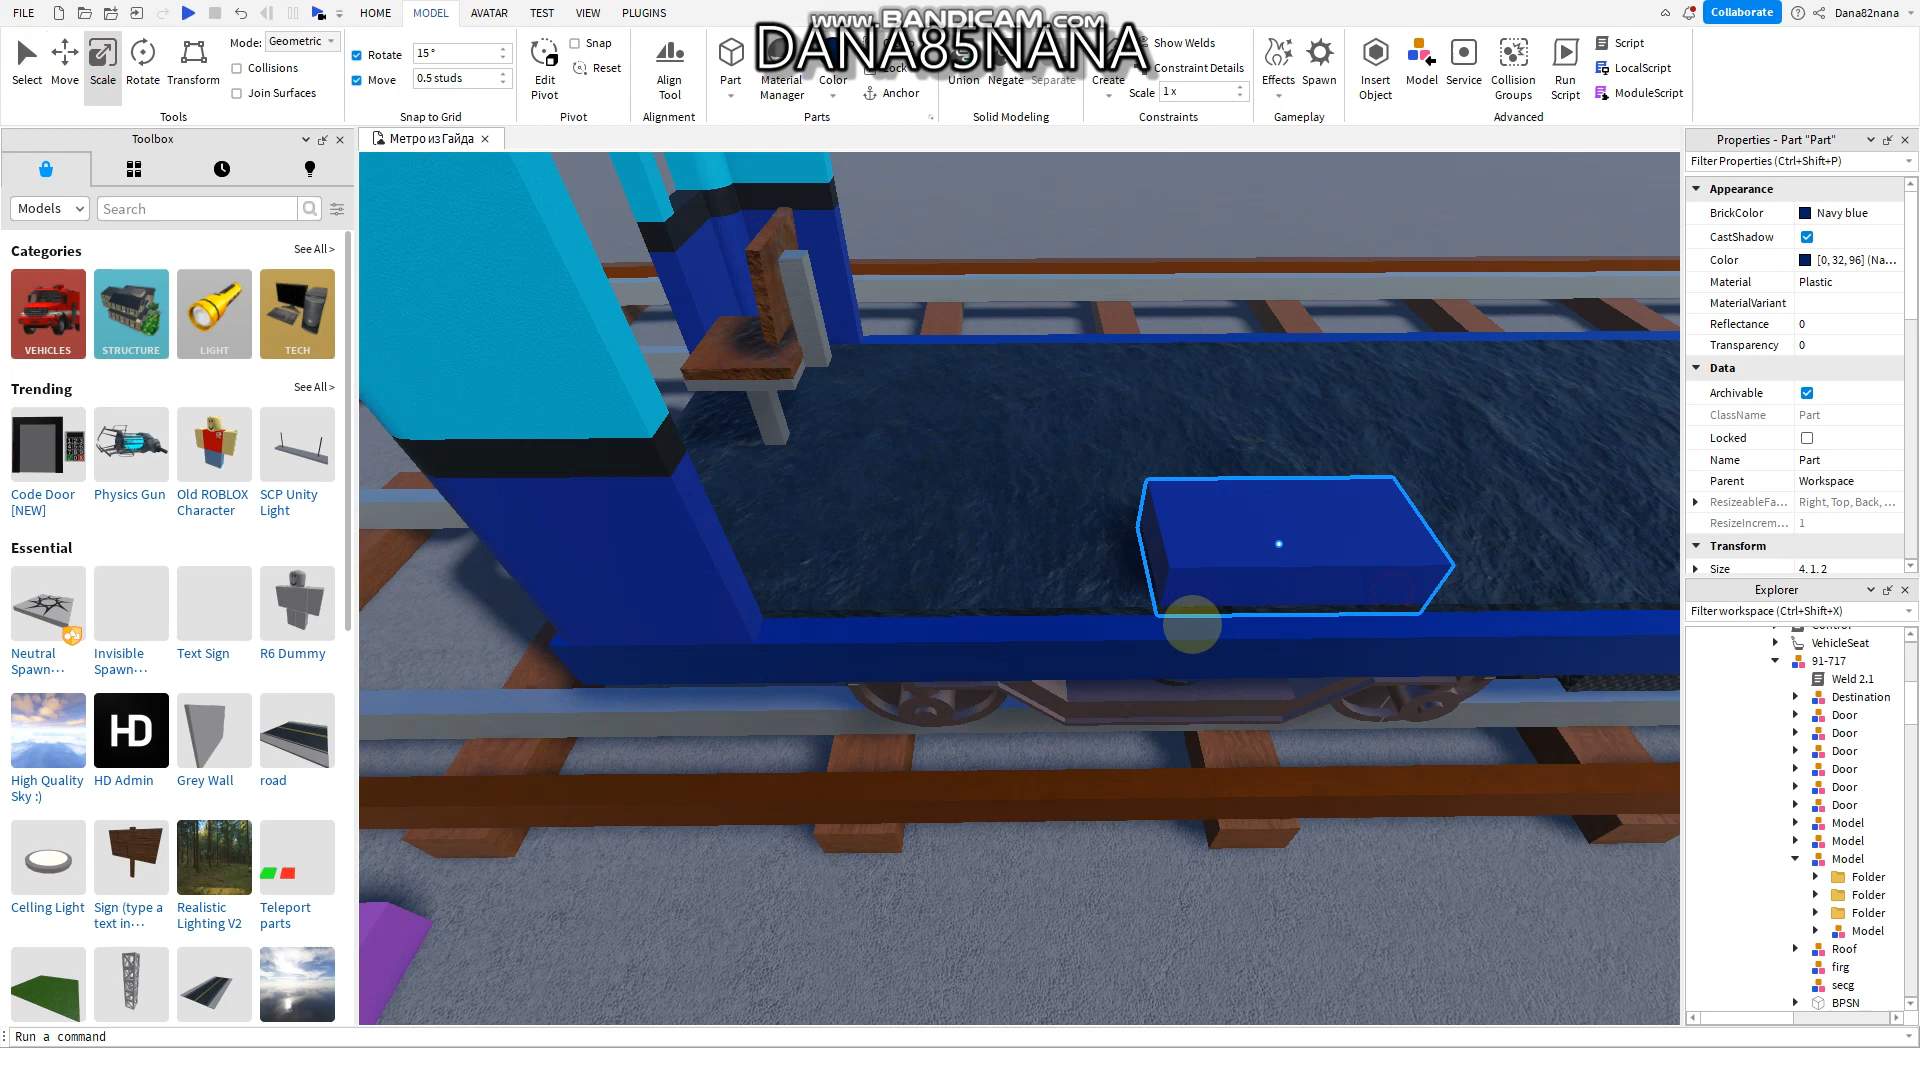 FILE HOME MODEL AVATAR TEST VIEW PLUGINS
www.BANDICAM.com
DANA85NANA
Collaborate
Dana82nana
Select Move Scale Rotate Transform
Mode: Geometric
Collisions
Join Surfaces
Tools
Rotate 15°
Move 0.5 studs
Snap to Grid
Edit Pivot
Snap
Reset
Pivot
Align Tool
Alignment
Part
Material Manager
Color
Lock
Anchor
Parts
Union Negate Separate
Solid Modeling
Create
Show Welds
Constraint Details
Scale 1 x
Constraints
Effects Spawn
Gameplay
Insert Object
Model
Service
Collision Groups
Run Script
Script
LocalScript
ModuleScript
Advanced
Toolbox
Метро из Гайда
Models
Search
Categories See All >
VEHICLES STRUCTURE LIGHT TECH
Trending See All >
Code Door [NEW]
Physics Gun
Old ROBLOX Character
SCP Unity Light
Essential
Neutral Spawn...
Invisible Spawn...
Text Sign
R6 Dummy
HD
High Quality Sky :)
HD Admin
Grey Wall
road
Celling Light
Sign (type a text in...
Realistic Lighting V2
Teleport parts
Properties - Part "Part"
Filter Properties (Ctrl+Shift+P)
Appearance
BrickColor Navy blue
CastShadow
Color [0, 32, 96] (Na...
Material Plastic
MaterialVariant
Reflectance 0
Transparency 0
Data
Archivable
ClassName Part
Locked
Name Part
Parent Workspace
ResizeableFa... Right, Top, Back, ...
ResizeIncrem... 1
Transform
Size 4, 1, 2
Explorer
Filter workspace (Ctrl+Shift+X)
Control
VehicleSeat
91-717
Weld 2.1
Destination
Door
Door
Door
Door
Door
Door
Model
Model
Model
Folder
Folder
Folder
Model
Roof
firg
secg
BPSN
Run a command